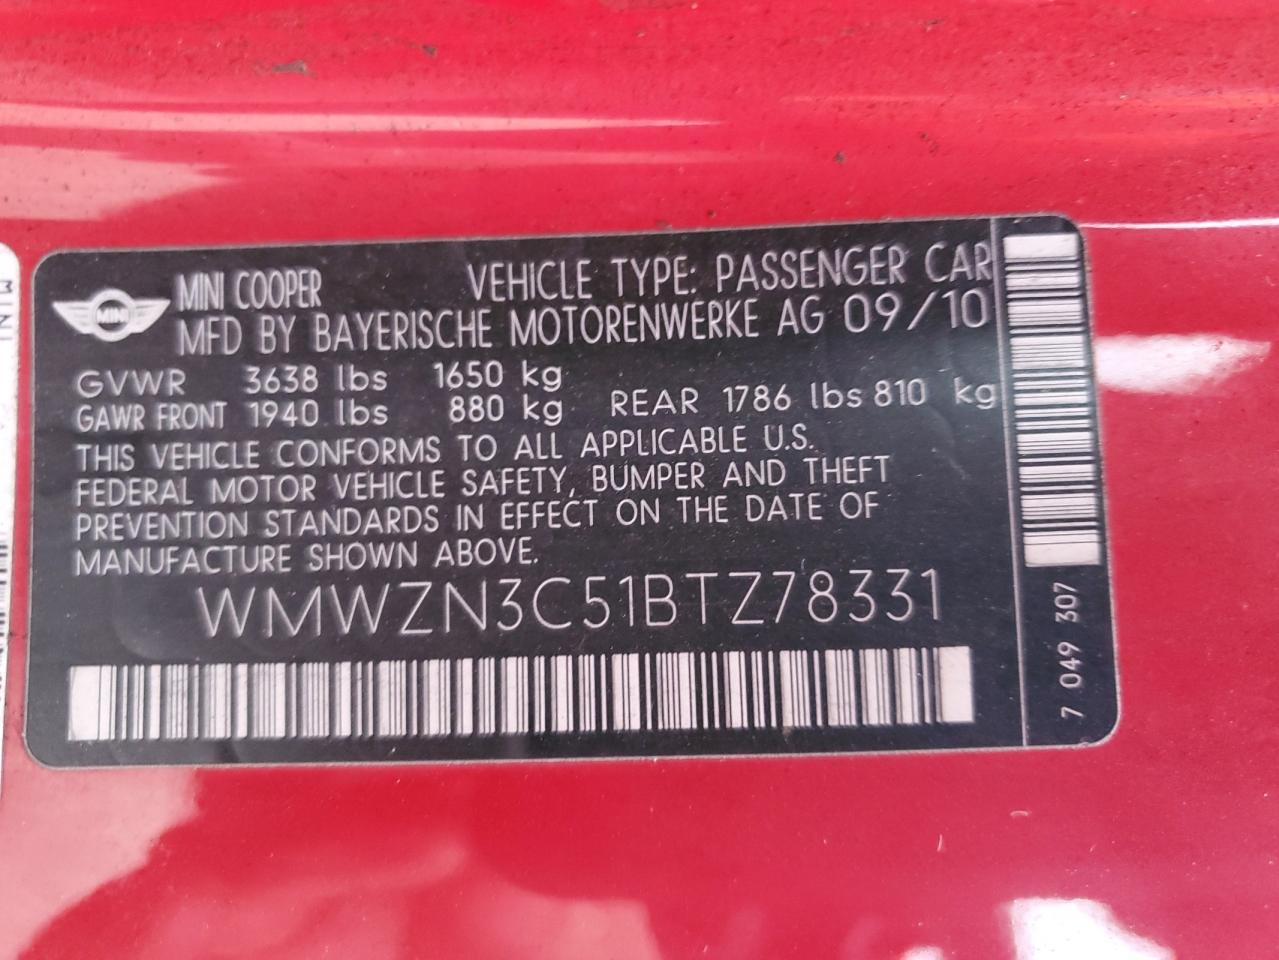 MINI
MINI COOPER VEHICLE TYPE: PASSENGER CAR
MFD BY BAYERISCHE MOTORENWERKE AG 09/10
GVWR 3638 lbs 1650 kg
GAWR FRONT 1940 lbs 880 kg REAR 1786 lbs 810 kg
THIS VEHICLE CONFORMS TO ALL APPLICABLE U.S.
FEDERAL MOTOR VEHICLE SAFETY, BUMPER AND THEFT
PREVENTION STANDARDS IN EFFECT ON THE DATE OF
MANUFACTURE SHOWN ABOVE.
WMWZN3C51BTZ78331
7 049 307